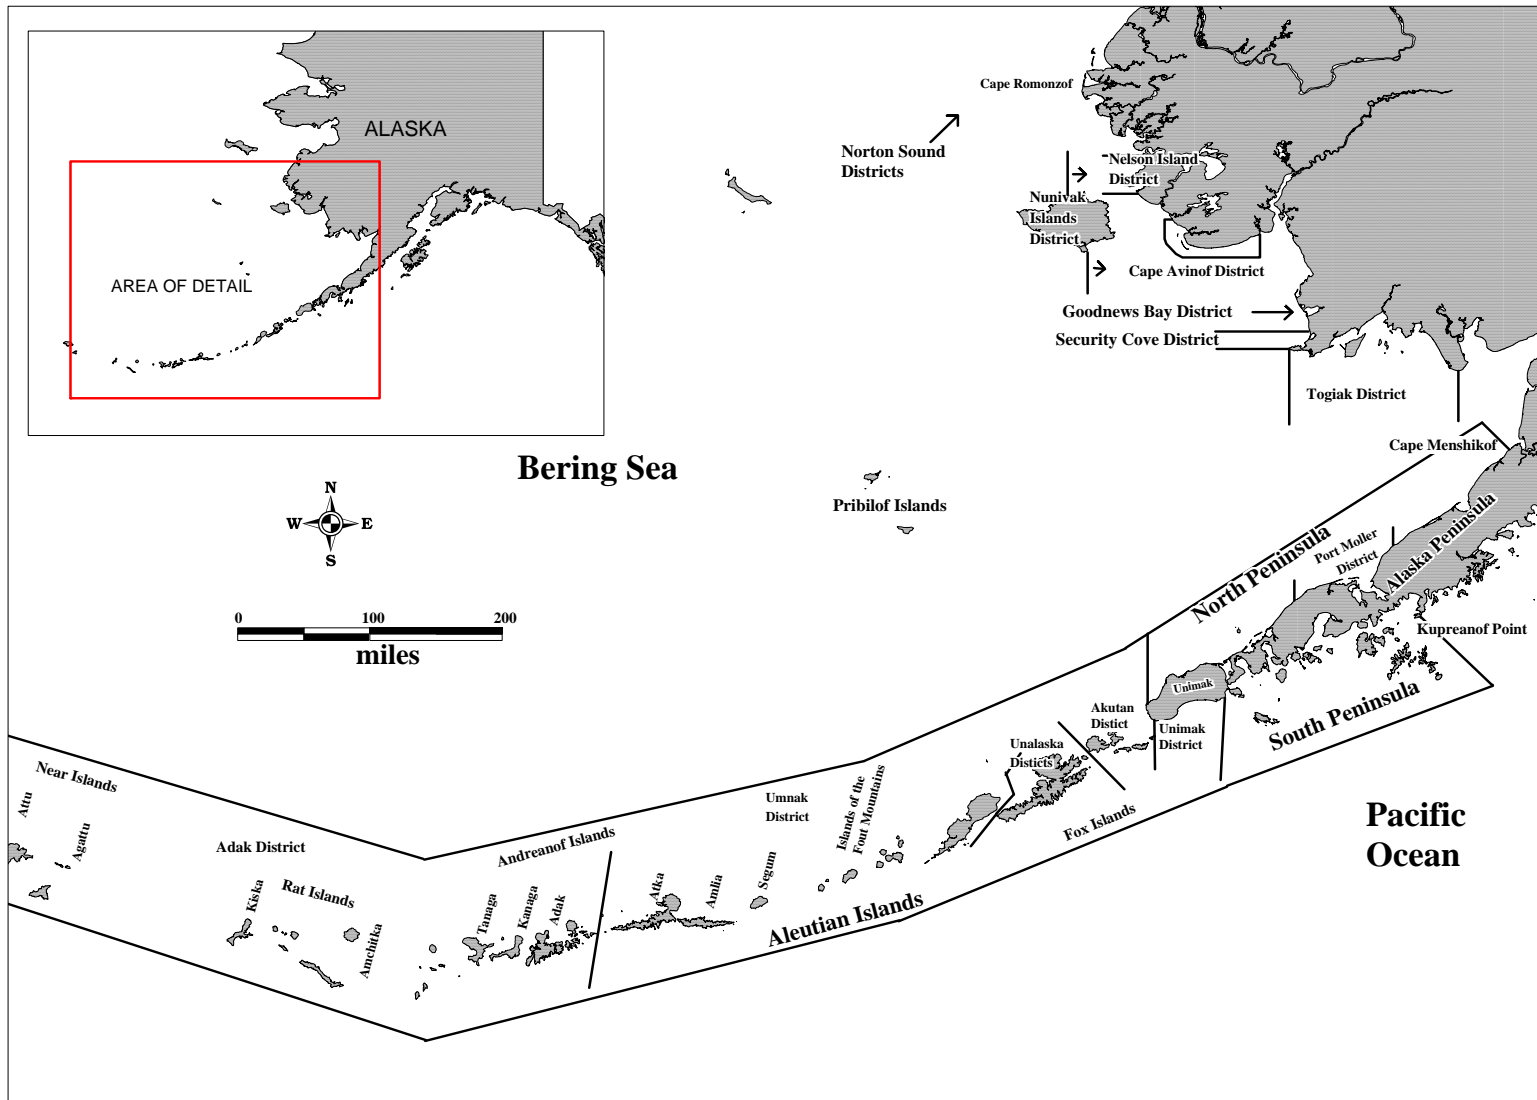 ALASKA
AREA OF DETAIL
Cape Romonzof
Norton Sound
Districts
Nelson Island
District
Nunivak
Islands
District
Cape Avinof District
Goodnews Bay District
Security Cove District
Togiak District
Cape Menshikof
Bering Sea
Pribilof Islands
N
W
E
S
0
100
200
miles
North Peninsula
Port Moller
District
Alaska Peninsula
Kupreanof Point
South Peninsula
Unimak
Unimak
District
Akutan
Distict
Unalaska
Disticts
Fox Islands
Pacific
Ocean
Umnak
District
Islands of the
Fout Mountains
Near Islands
Attu
Agattu
Adak District
Rat Islands
Kiska
Amchitka
Andreanof Islands
Tanaga
Kanaga
Adak
Atka
Amlia
Segum
Aleutian Islands